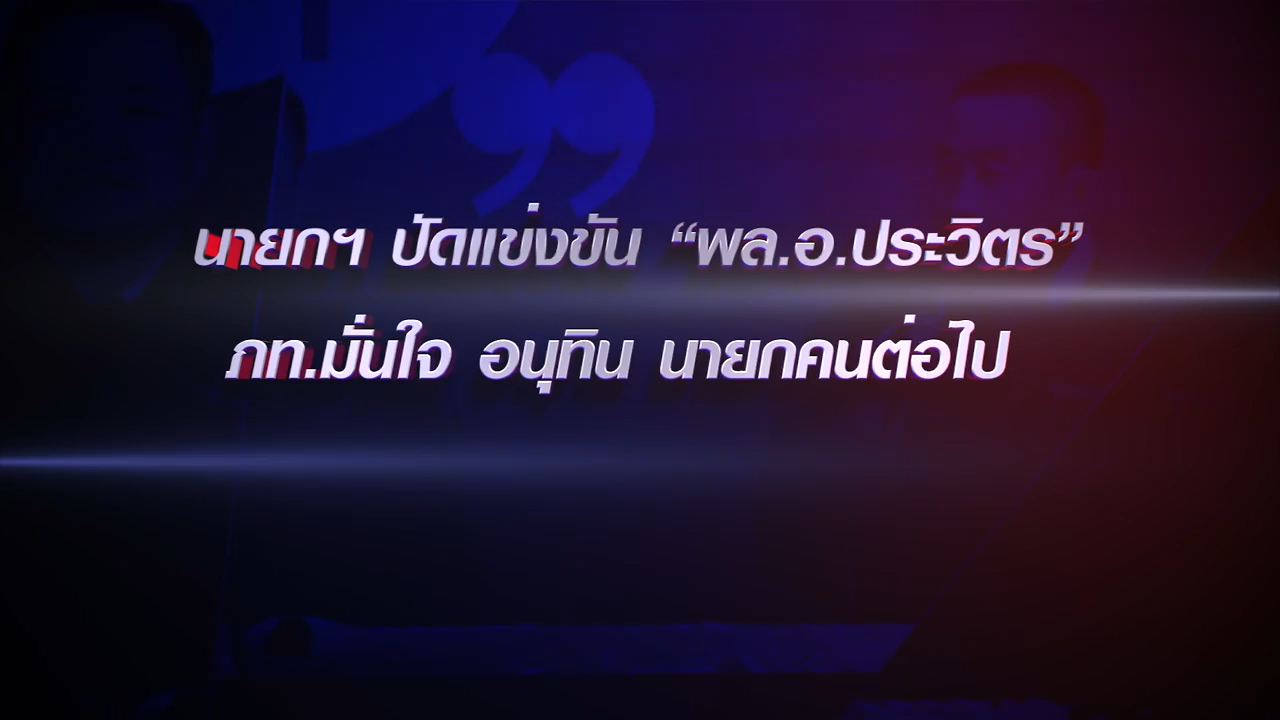 นายกฯ ปัดแข่งขัน “พล.อ.ประวิตร”
ภท.มั่นใจ อนุทิน นายกคนต่อไป